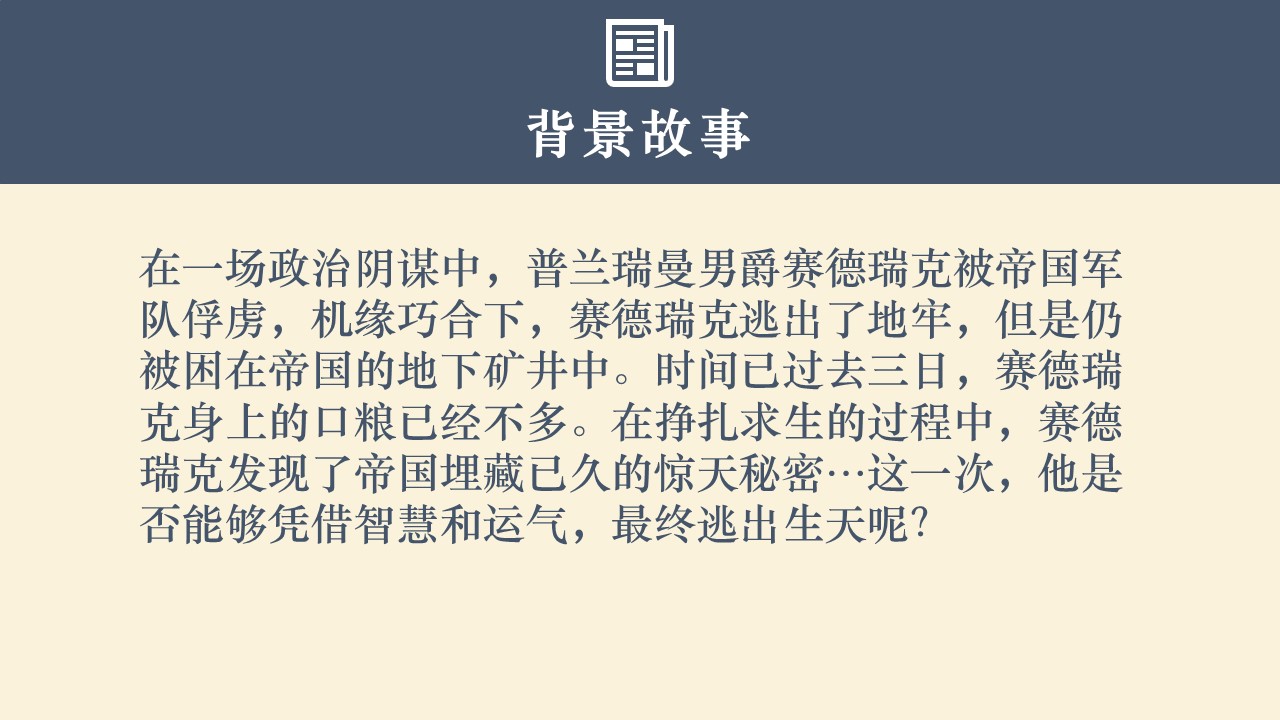 背景故事
在一场政治阴谋中，普兰瑞曼男爵赛德瑞克被帝国军
队俘虏，机缘巧合下，赛德瑞克逃出了地牢，但是仍
被困在帝国的地下矿井中。时间已过去三日，赛德瑞
克身上的口粮已经不多。在挣扎求生的过程中，赛德
瑞克发现了帝国埋藏已久的惊天秘密…这一次，他是
否能够凭借智慧和运气，最终逃出生天呢？